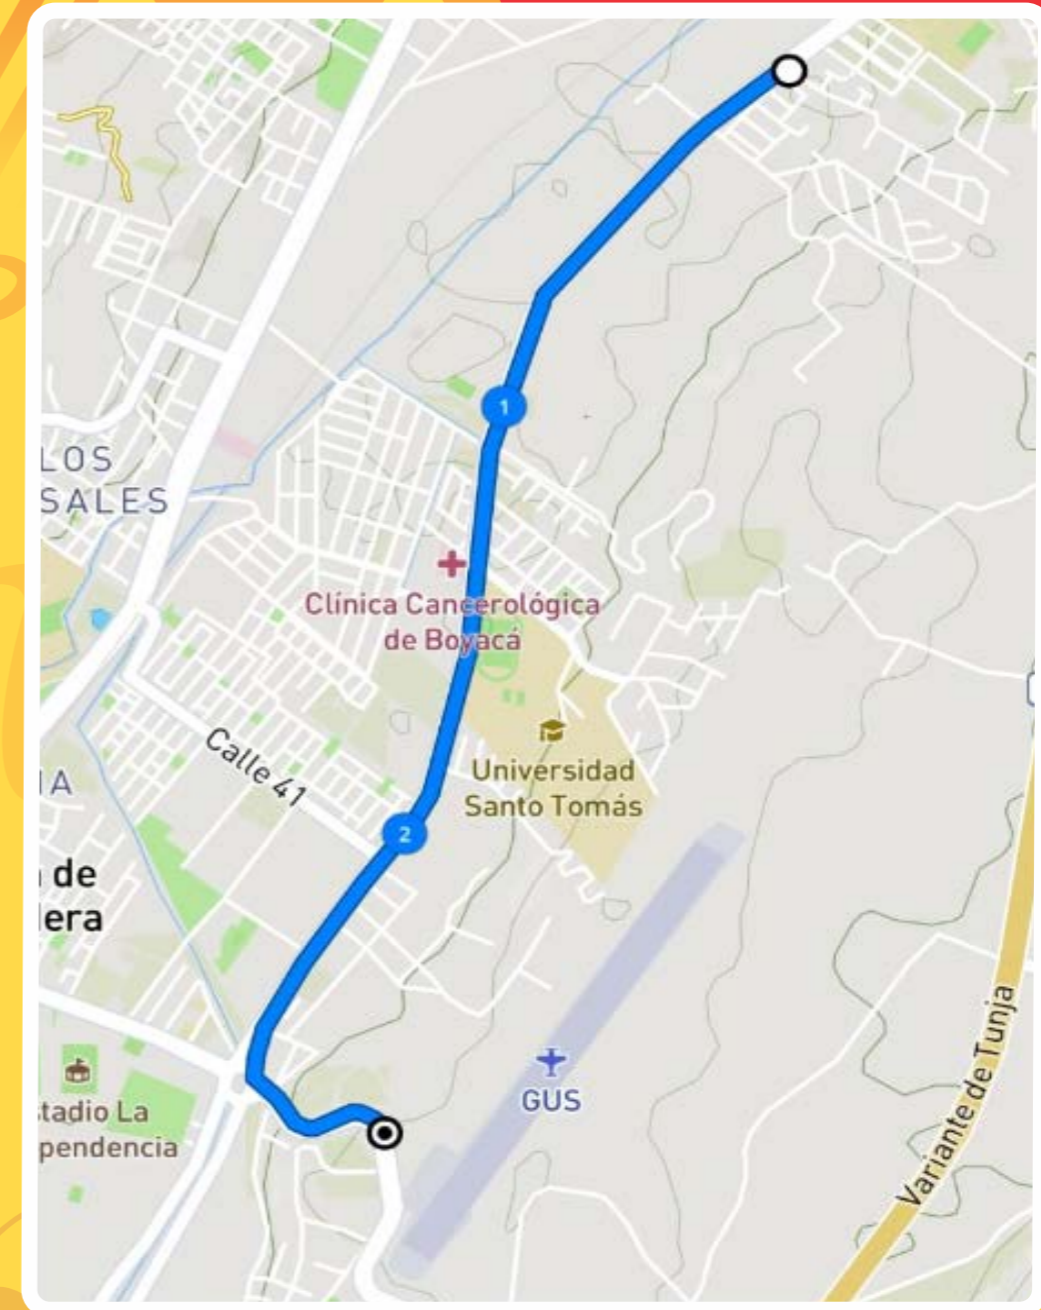 1
LOS
SALES
Clínica Cancerológica
de Boyacá
Calle 41
Universidad
Santo Tomás
IA
2
de
lera
GUS
stadio La
pendencia
Variante de Tunja